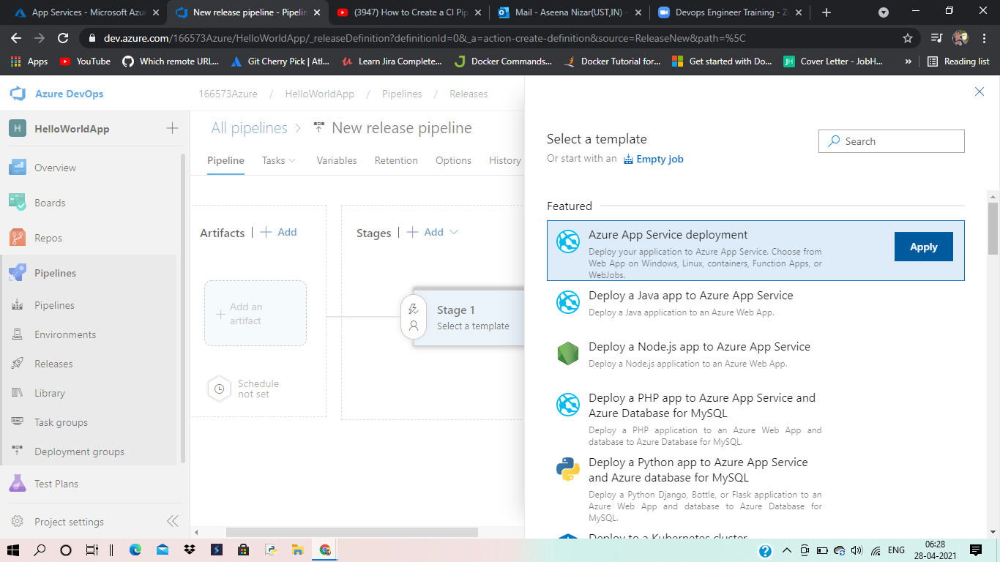 App Services - Microsoft Azur
New release pipeline - Pipelin
(3947) How to Create a CI Pip
Mail - Aseena Nizar(UST,IN) -
Devops Engineer Training - Zo
dev.azure.com/166573Azure/HelloWorldApp/_releaseDefinition?definitionId=0&_a=action-create-definition&source=ReleaseNew&path=%5C
Apps
YouTube
Which remote URL...
Git Cherry Pick | Atl...
Learn Jira Complete...
Docker Commands...
Docker Tutorial for...
Get started with Do...
JH
Cover Letter - JobH...
»
Reading list
Azure DevOps
166573Azure / HelloWorldApp / Pipelines / Releases
H HelloWorldApp
Overview
Boards
Repos
Pipelines
Pipelines
Environments
Releases
Library
Task groups
Deployment groups
Test Plans
Project settings
All pipelines > New release pipeline
Pipeline
Tasks
Variables
Retention
Options
History
Artifacts | + Add
Stages | + Add
+ Add an
artifact
Schedule
not set
Stage 1
Select a template
Select a template
Or start with an Empty job
Search
Featured
Azure App Service deployment
Deploy your application to Azure App Service. Choose from
Web App on Windows, Linux, containers, Function Apps, or
WebJobs.
Apply
Deploy a Java app to Azure App Service
Deploy a Java application to an Azure Web App.
Deploy a Node.js app to Azure App Service
Deploy a Node.js application to an Azure Web App.
Deploy a PHP app to Azure App Service and
Azure Database for MySQL
Deploy a PHP application to an Azure Web App and
database to Azure Database for MySQL.
Deploy a Python app to Azure App Service
and Azure database for MySQL
Deploy a Python Django, Bottle, or Flask application to an
Azure Web App and database to Azure Database for
MySQL.
Deploy to a Kubernetes cluster
ENG
06:28
28-04-2021